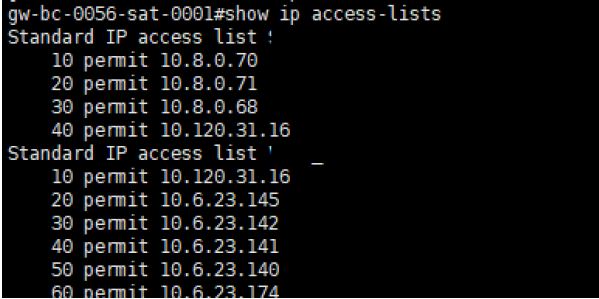 gw-bc-0056-sat-0001#show ip access-lists
Standard IP access list
    10 permit 10.8.0.70
    20 permit 10.8.0.71
    30 permit 10.8.0.68
    40 permit 10.120.31.16
Standard IP access list
    10 permit 10.120.31.16
    20 permit 10.6.23.145
    30 permit 10.6.23.142
    40 permit 10.6.23.141
    50 permit 10.6.23.140
    60 permit 10.6.23.174